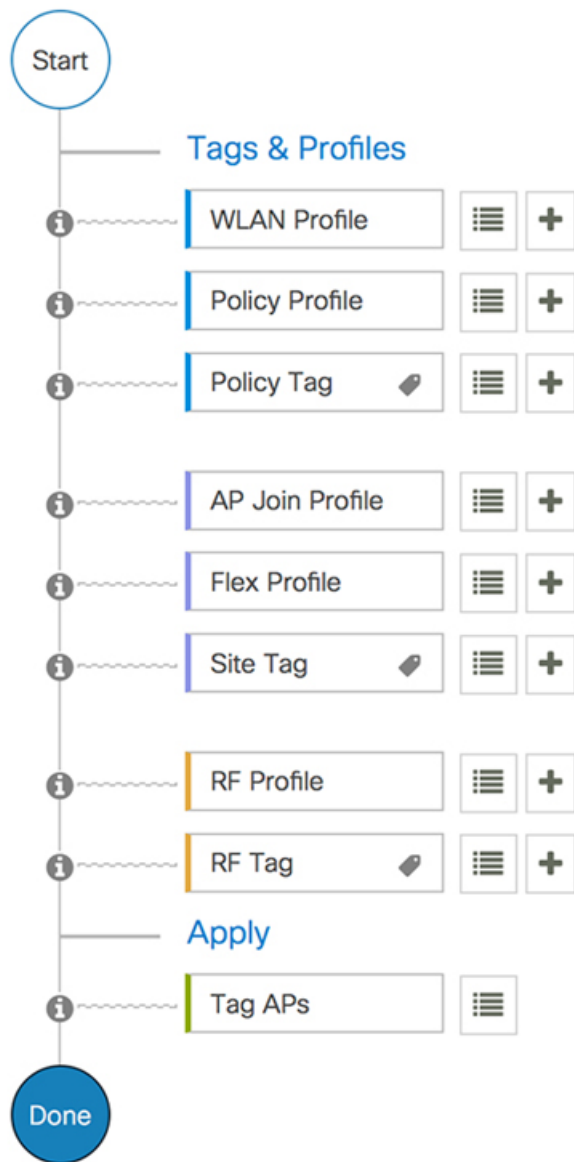 Start
Tags & Profiles
WLAN Profile
Policy Profile
Policy Tag
AP Join Profile
Flex Profile
Site Tag
RF Profile
RF Tag
Apply
Tag APs
Done